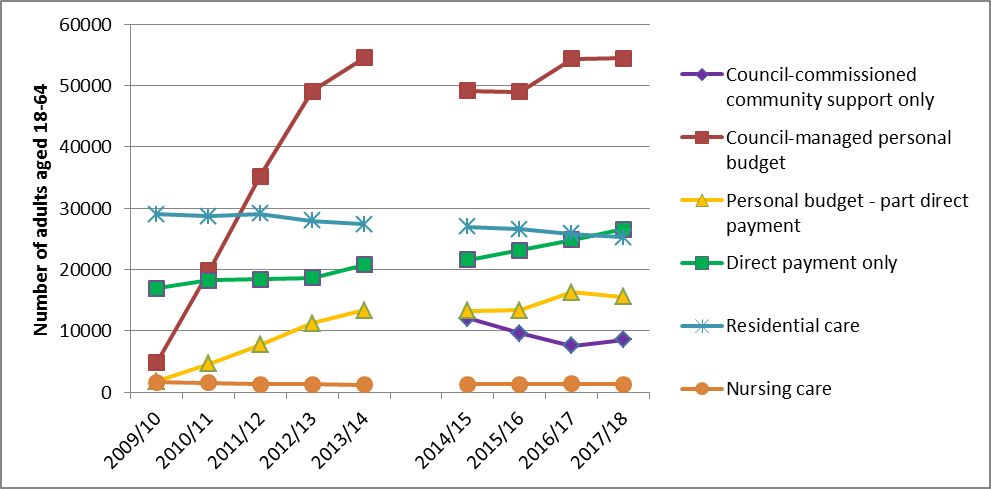 60000
50000
40000
30000
20000
10000
0
Number of adults aged 18-64
2009/10
2010/11
2011/12
2012/13
2013/14
2014/15
2015/16
2016/17
2017/18
Council-commissioned
community support only
Council-managed personal
budget
Personal budget - part direct
payment
Direct payment only
Residential care
Nursing care